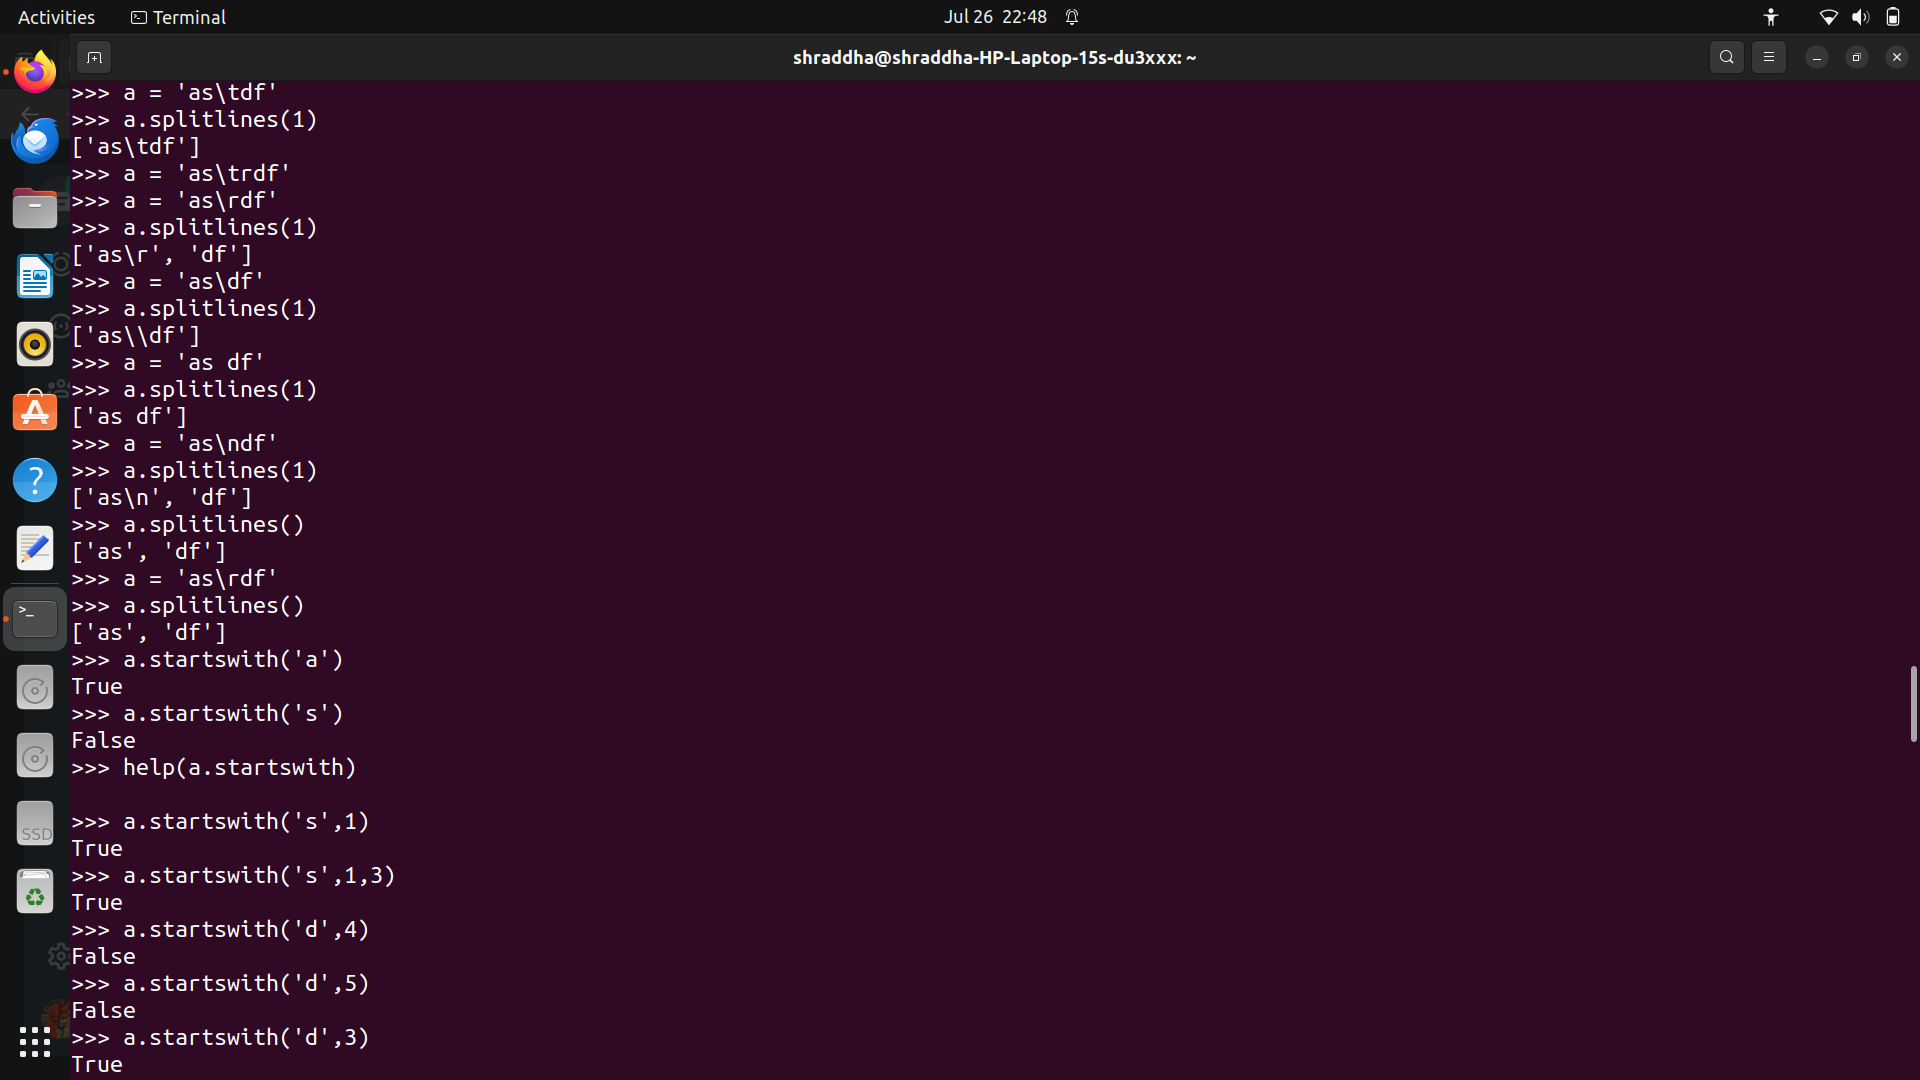 Activities
Terminal
Jul 26 22:48
shraddha@shraddha-HP-Laptop-15s-du3xxx: ~
>>> a = 'as\tdf'
>>> a.splitlines(1)
['as\tdf']
>>> a = 'as\trdf'
>>> a = 'as\rdf'
>>> a.splitlines(1)
['as\r', 'df']
>>> a = 'as\df'
>>> a.splitlines(1)
['as\\df']
>>> a = 'as df'
>>> a.splitlines(1)
['as df']
>>> a = 'as\ndf'
>>> a.splitlines(1)
['as\n', 'df']
>>> a.splitlines()
['as', 'df']
>>> a = 'as\rdf'
>>> a.splitlines()
['as', 'df']
>>> a.startswith('a')
True
>>> a.startswith('s')
False
>>> help(a.startswith)
>>> a.startswith('s',1)
True
>>> a.startswith('s',1,3)
True
>>> a.startswith('d',4)
False
>>> a.startswith('d',5)
False
>>> a.startswith('d',3)
True
SSD